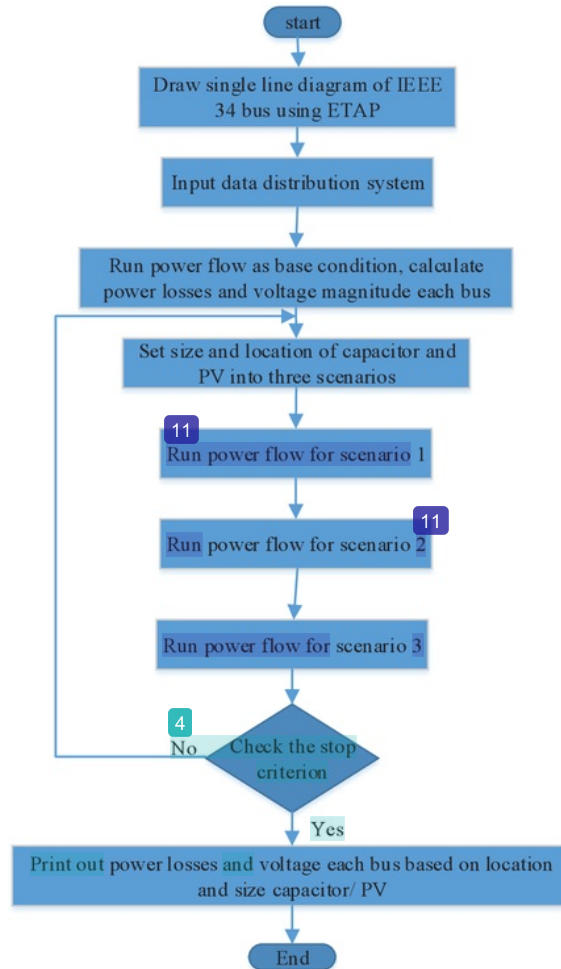 start
Draw single line diagram of IEEE
34 bus using ETAP
Input data distribution system
Run power flow as base condition, calculate
power losses and voltage magnitude each bus
Set size and location of capacitor and
PV into three scenarios
11
Run power flow for scenario 1
11
Run power flow for scenario 2
Run power flow for scenario 3
4
No
Check the stop
criterion
Yes
Print out power losses and voltage each bus based on location
and size capacitor/ PV
End